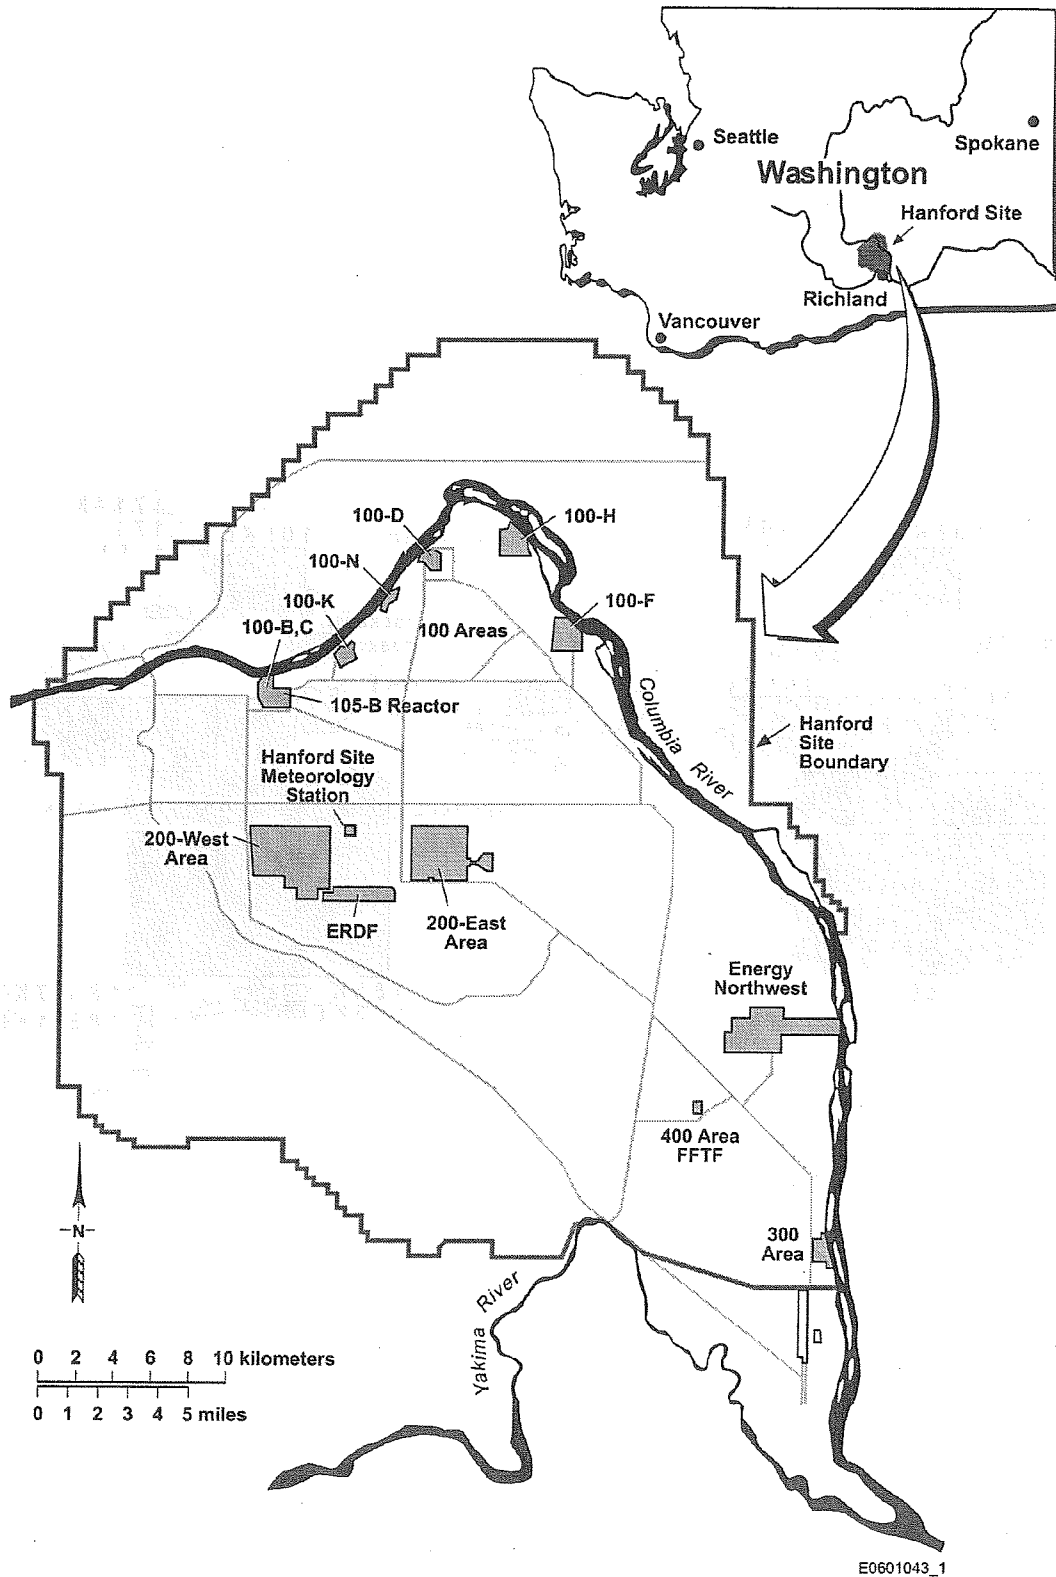 Seattle
Spokane
Washington
Hanford Site
Richland
Vancouver
100-D
100-H
100-N
100-K
100-F
100-B,C
100 Areas
105-B Reactor
Columbia
River
Hanford
Site
Boundary
Hanford Site
Meteorology
Station
200-West
Area
ERDF
200-East
Area
Energy
Northwest
400 Area
FFTF
N
300
Area
Yakima
River
0 2 4 6 8 10 kilometers
0 1 2 3 4 5 miles
E0601043_1